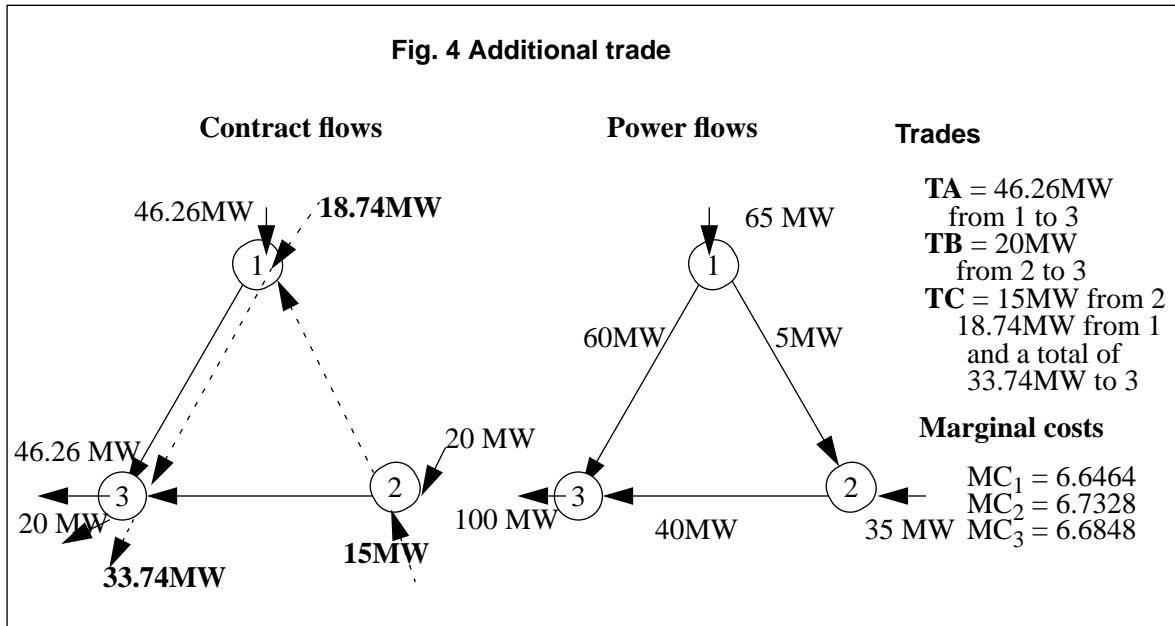 Fig. 4 Additional trade
Contract flows
46.26MW
18.74MW
1
46.26 MW
3
20 MW
33.74MW
20 MW
2
15MW
Power flows
65 MW
1
60MW
5MW
3
100 MW
40MW
2
35 MW
Trades
TA = 46.26MW
from 1 to 3
TB = 20MW
from 2 to 3
TC = 15MW from 2
18.74MW from 1
and a total of
33.74MW to 3
Marginal costs
MC1 = 6.6464
MC2 = 6.7328
MC3 = 6.6848